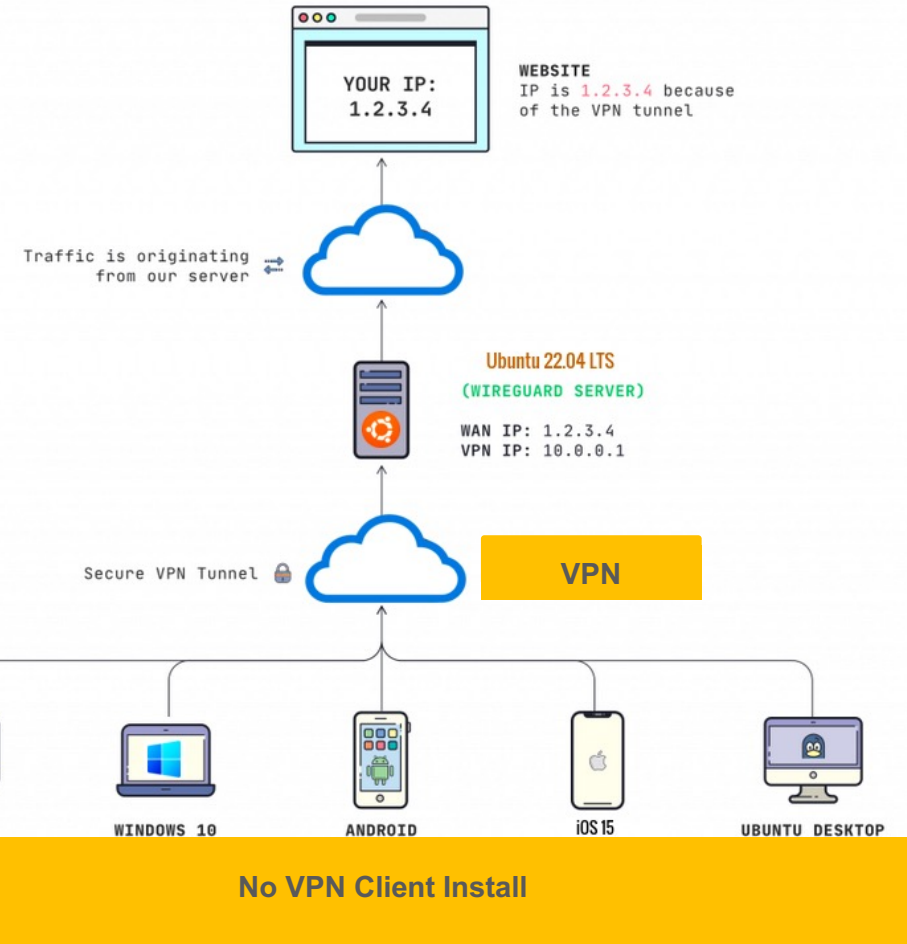 YOUR IP:
1.2.3.4
WEBSITE
IP is 1.2.3.4 because
of the VPN tunnel
Traffic is originating
from our server
Ubuntu 22.04 LTS
(WIREGUARD SERVER)
WAN IP: 1.2.3.4
VPN IP: 10.0.0.1
Secure VPN Tunnel
VPN
WINDOWS 10
ANDROID
iOS 15
UBUNTU DESKTOP
No VPN Client Install